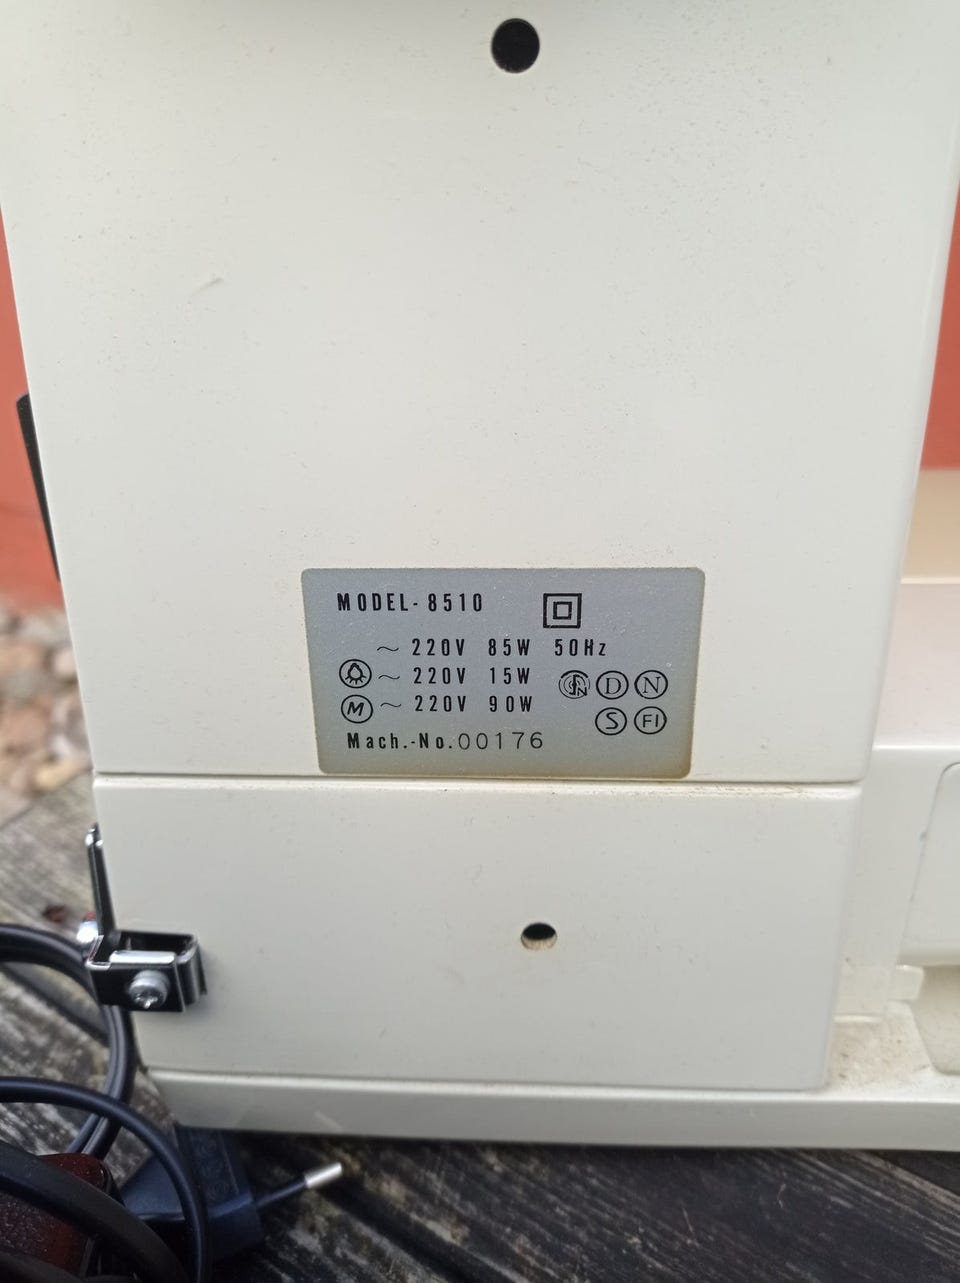 MODEL-8510
~ 220V 85W 50Hz
~ 220V 15W
D N
M ~ 220V 90W
S FI
Mach.-No.00176